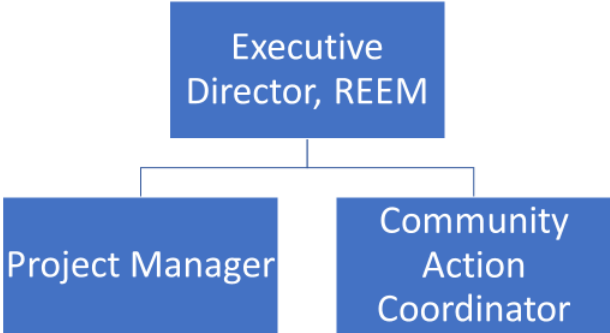 Executive
Director, REEM
Project Manager
Community
Action
Coordinator